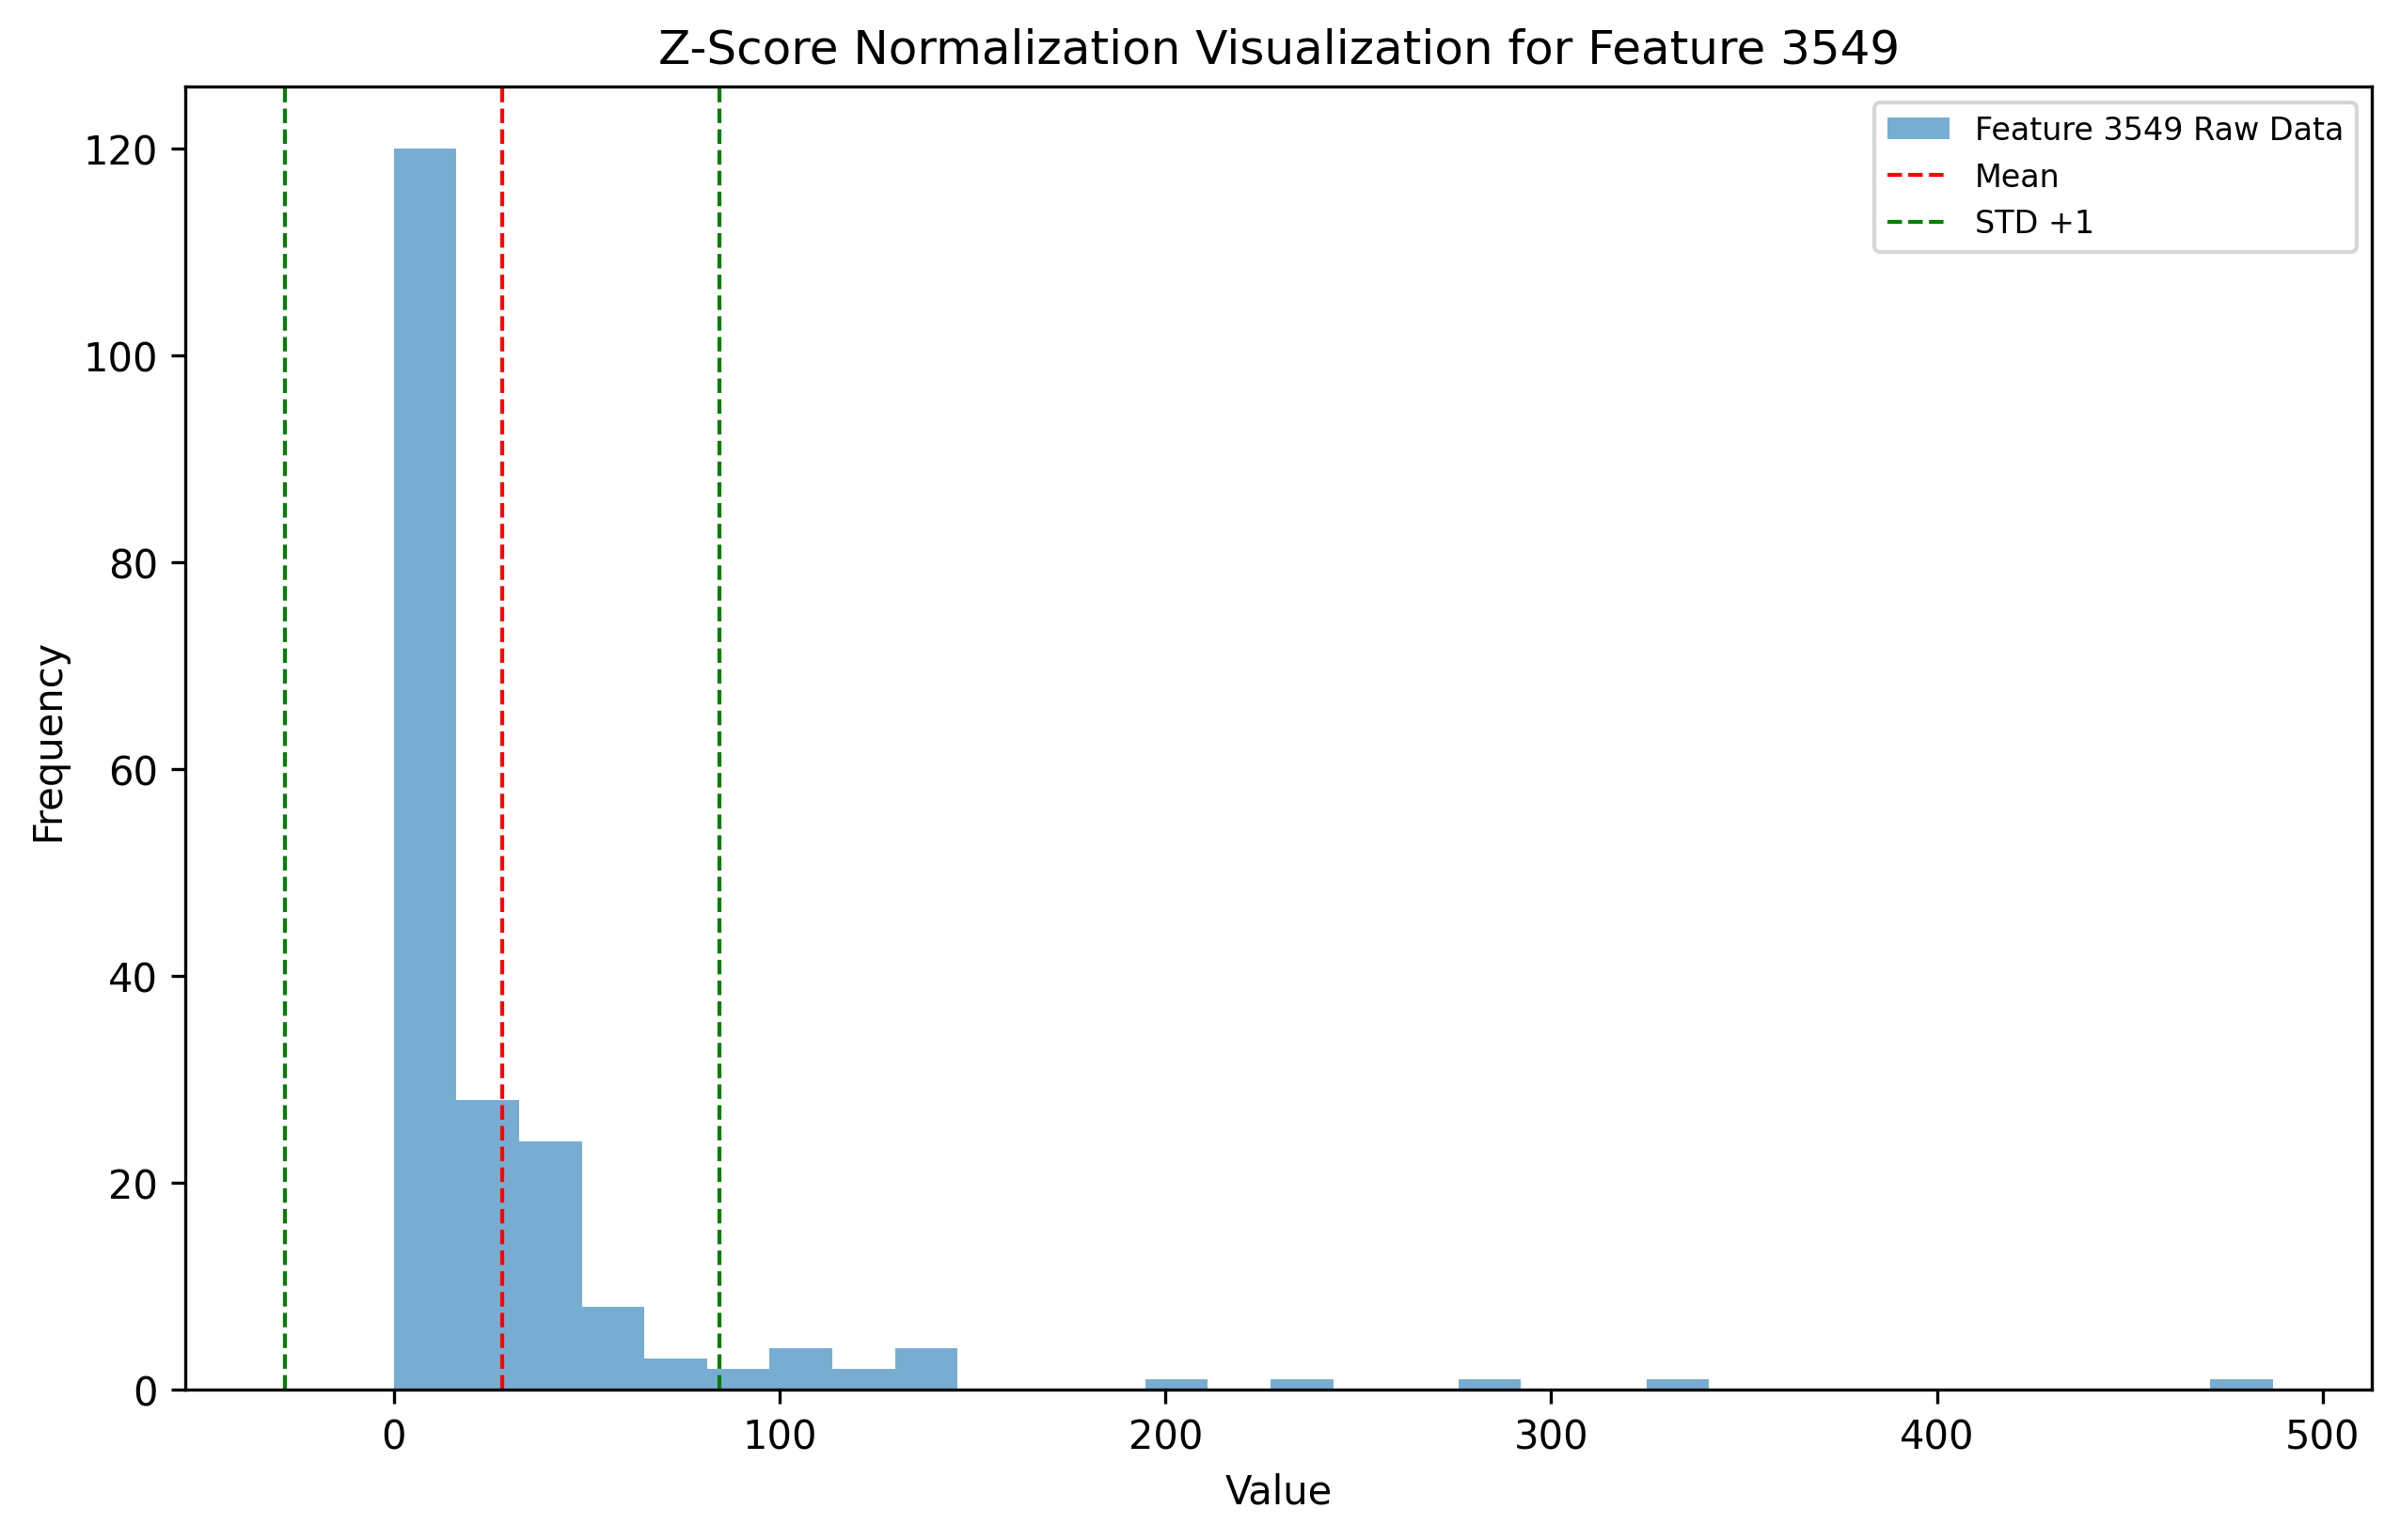 Z-Score Normalization Visualization for Feature 3549
Feature 3549 Raw Data
Mean
STD +1
120
100
80
60
40
20
0
Frequency
0 100 200 300 400 500
Value